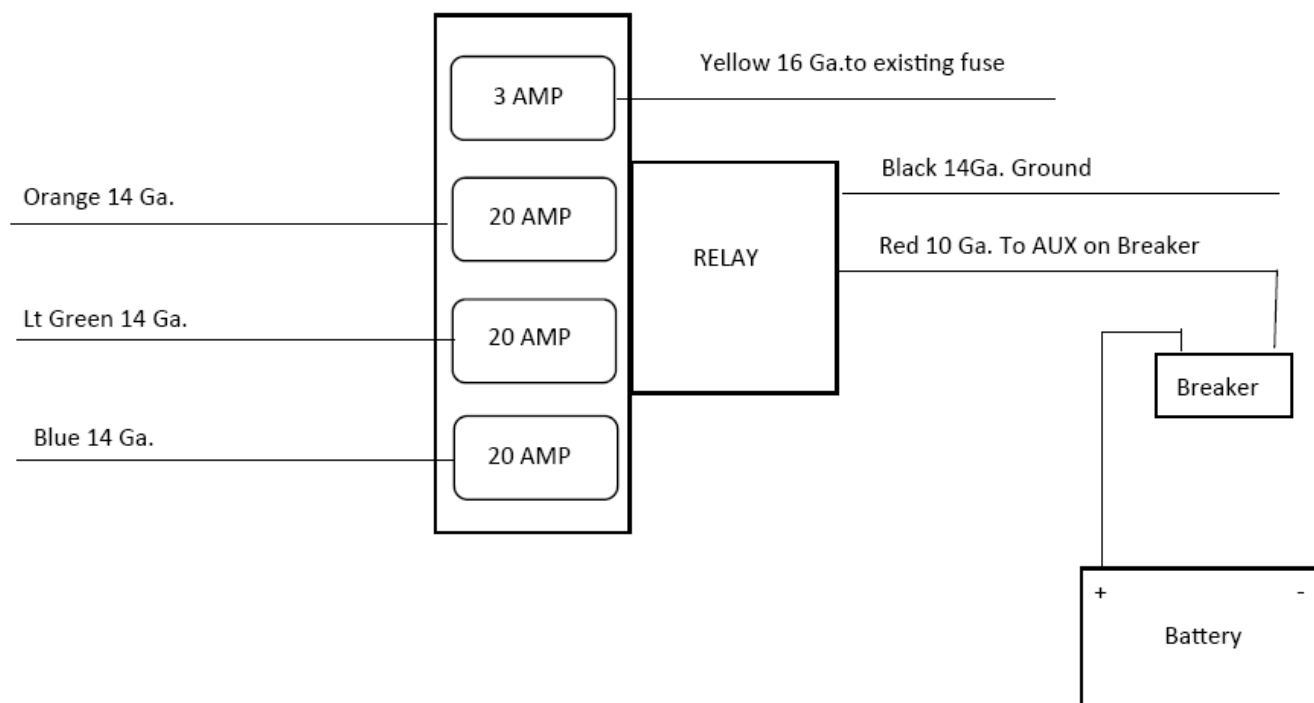 3 AMP
Yellow 16 Ga.to existing fuse
Black 14Ga. Ground
Orange 14 Ga.
20 AMP
Red 10 Ga. To AUX on Breaker
RELAY
Lt Green 14 Ga.
20 AMP
Breaker
Blue 14 Ga.
20 AMP
+ -
Battery